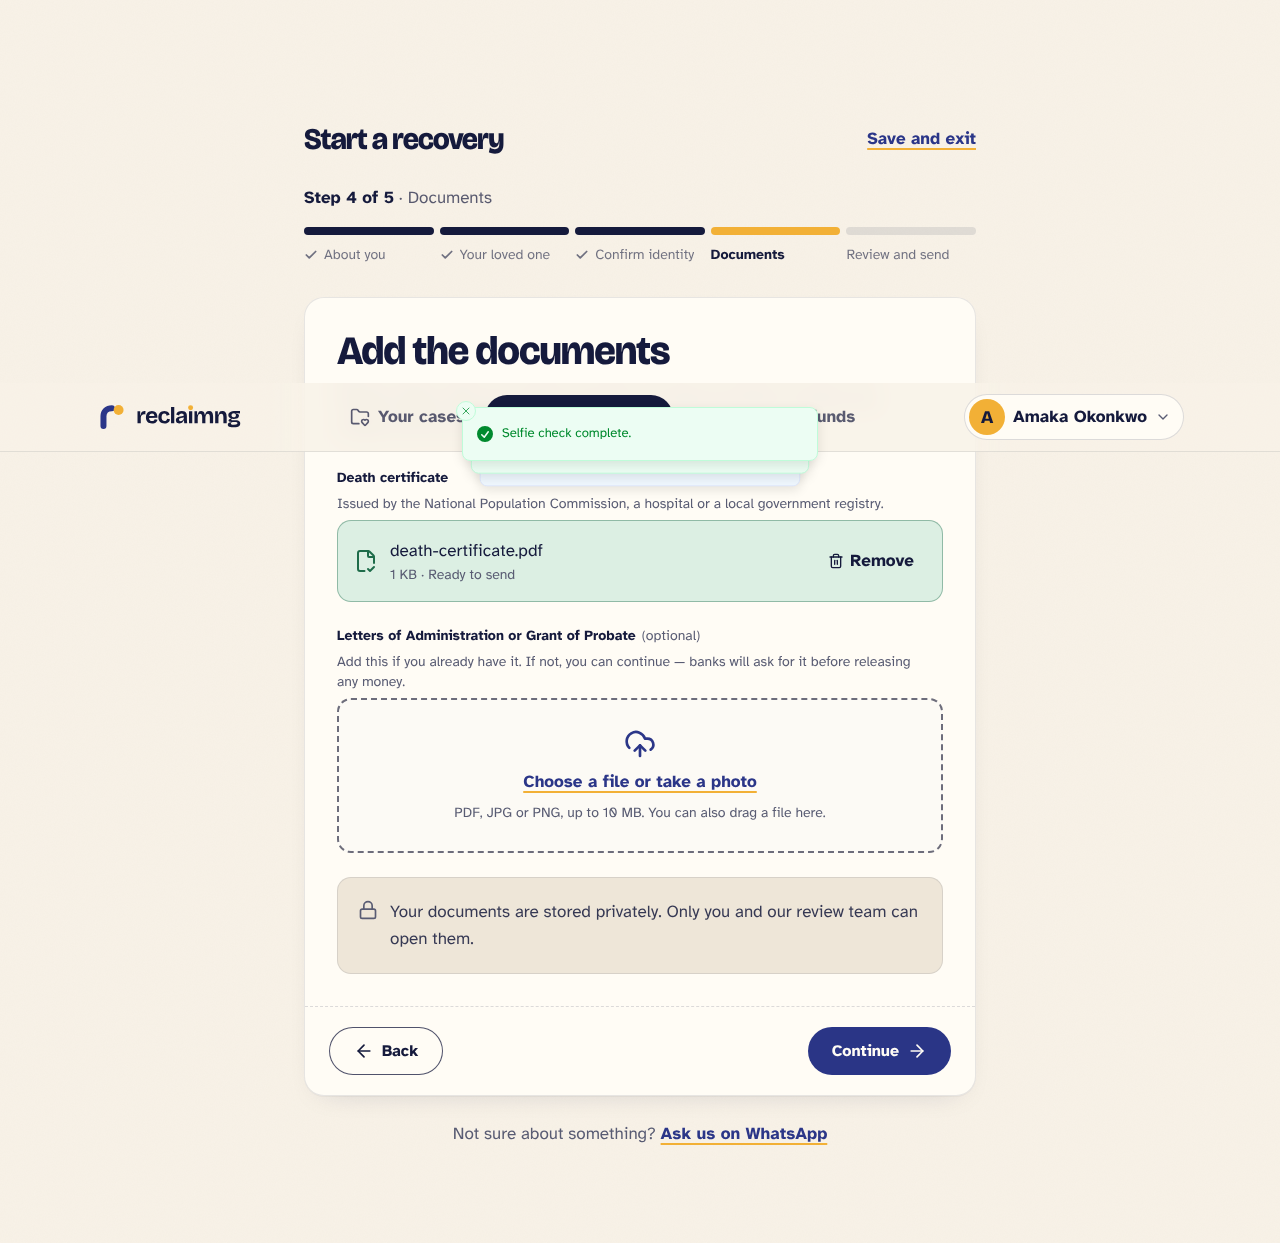 Start a recovery
Save and exit
Step 4 of 5 · Documents
About you
Your loved one
Confirm identity
Documents
Review and send
Add the documents
reclaimng
Your cases
unds
A
Amaka Okonkwo
Selfie check complete.
Death certificate
Issued by the National Population Commission, a hospital or a local government registry.
death-certificate.pdf
1 KB · Ready to send
Remove
Letters of Administration or Grant of Probate (optional)
Add this if you already have it. If not, you can continue — banks will ask for it before releasing
any money.
Choose a file or take a photo
PDF, JPG or PNG, up to 10 MB. You can also drag a file here.
Your documents are stored privately. Only you and our review team can
open them.
Back
Continue
Not sure about something? Ask us on WhatsApp